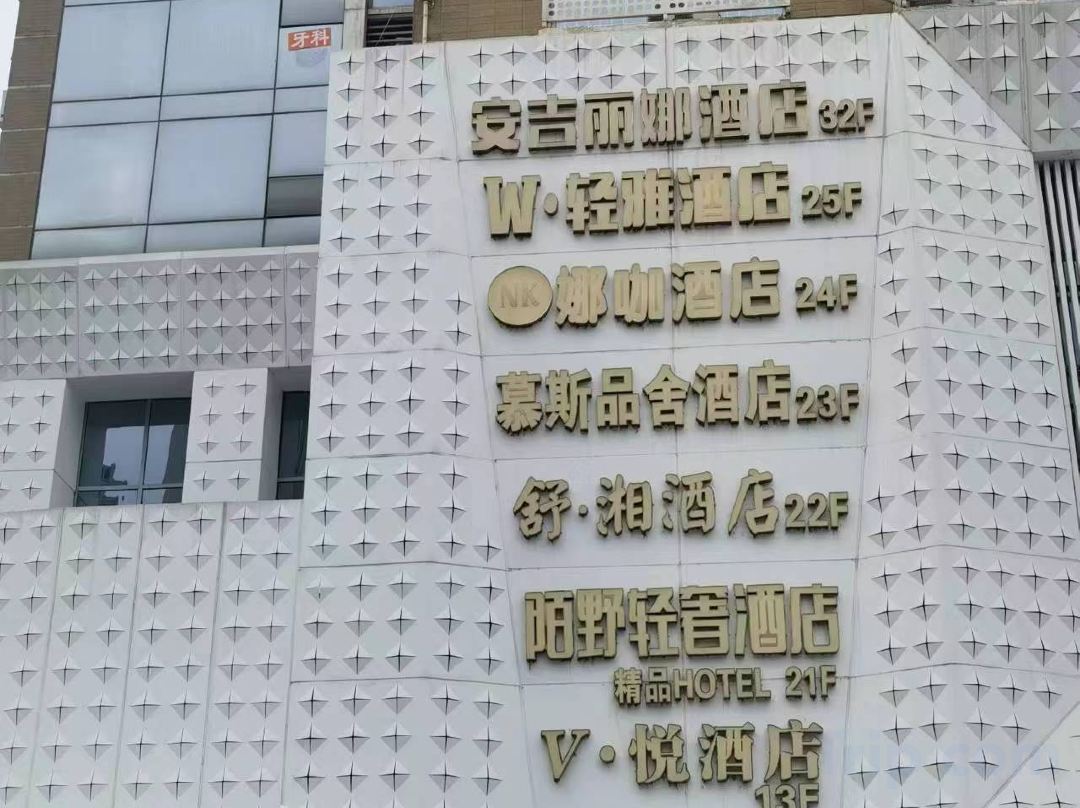 牙科
安吉丽娜酒店 32F
W·轻雅酒店 25F
NK 娜咖酒店 24F
慕斯品舍酒店 23F
舒·湘酒店 22F
陌野轻奢酒店
精品HOTEL 21F
V·悦酒店
13F
trip.com